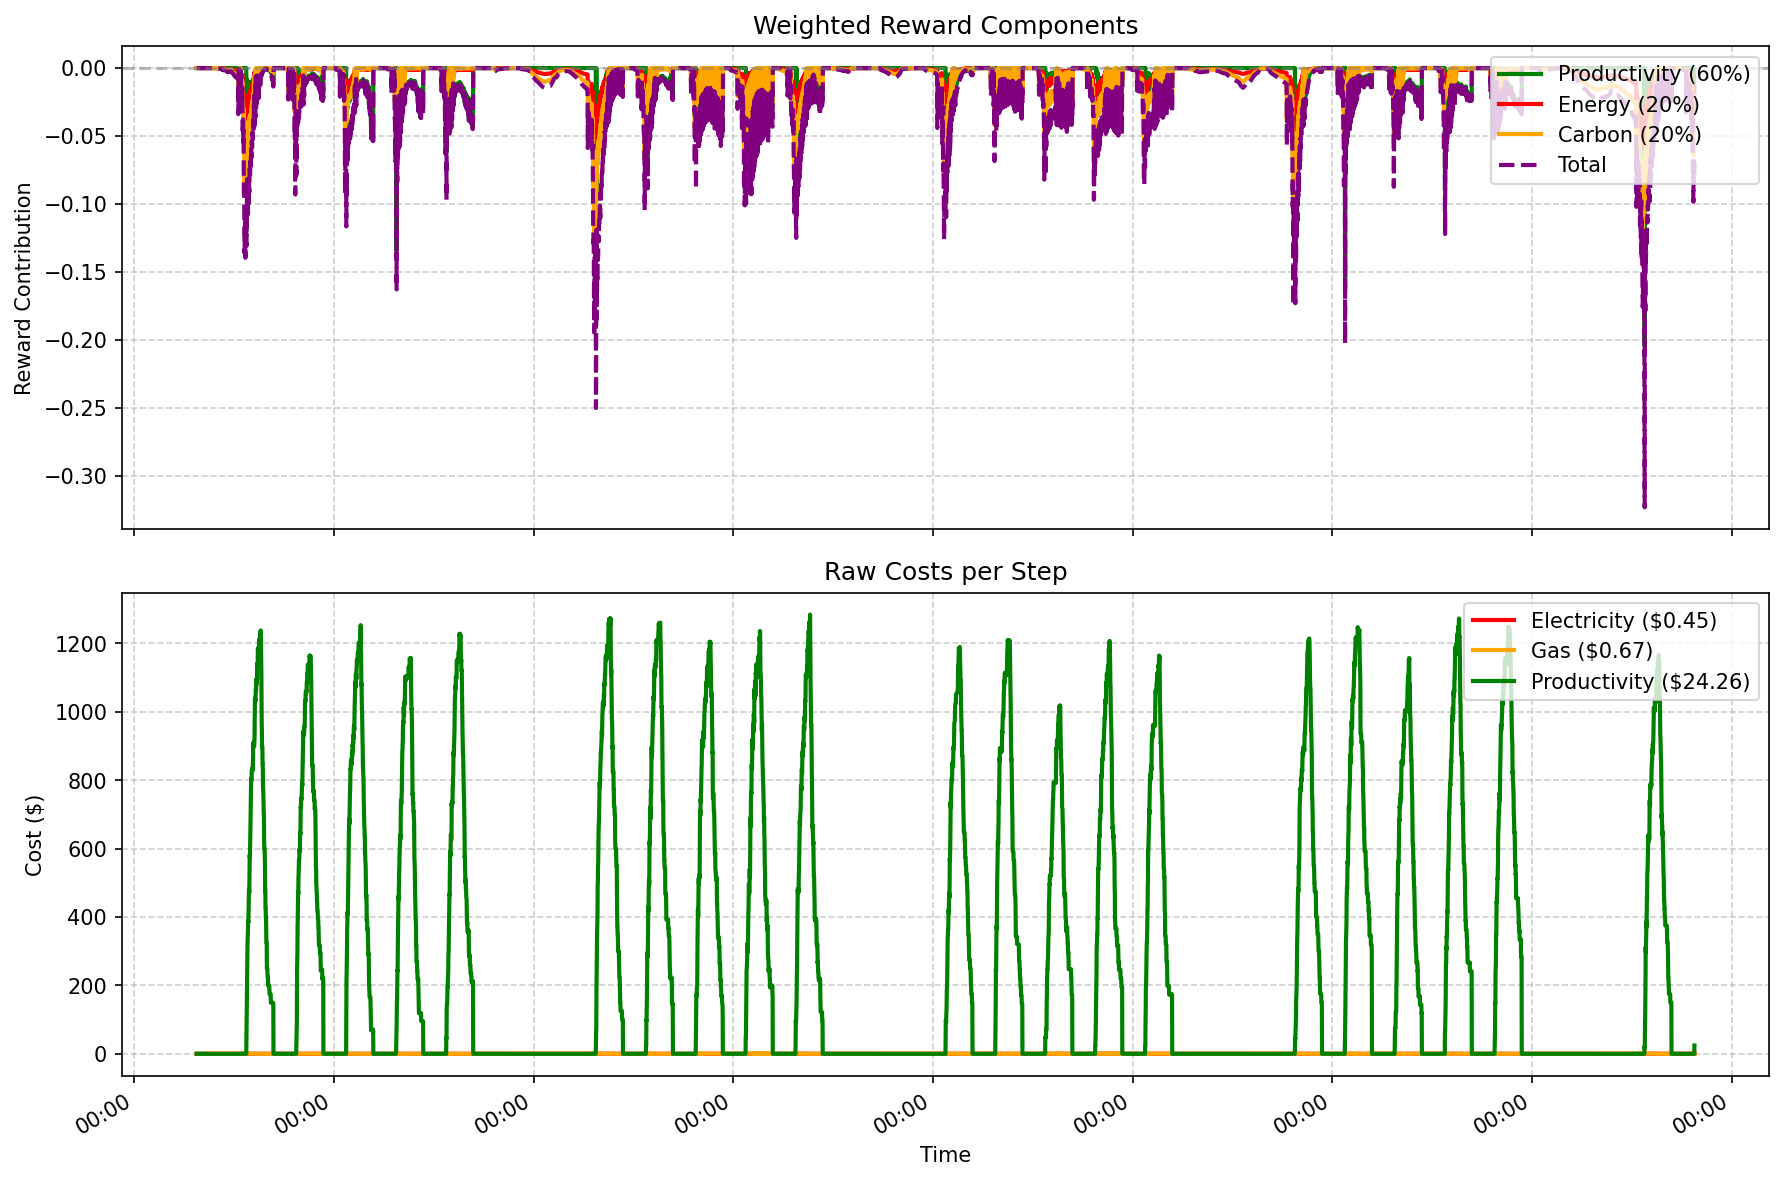 Weighted Reward Components
Reward Contribution
0.00
−0.05
−0.10
−0.15
−0.20
−0.25
−0.30
Productivity (60%)
Energy (20%)
Carbon (20%)
Total
Raw Costs per Step
Cost ($)
1200
1000
800
600
400
200
0
Electricity ($0.45)
Gas ($0.67)
Productivity ($24.26)
00:00
00:00
00:00
00:00
00:00
00:00
00:00
00:00
00:00
Time